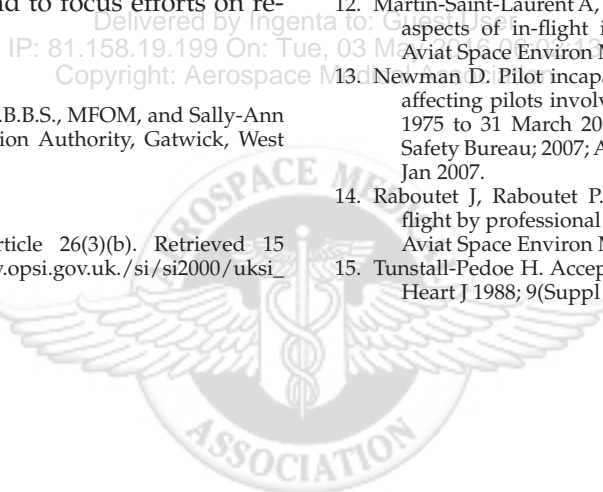 nd to focus efforts on re-
.B.B.S., MFOM, and Sally-Ann
ion Authority, Gatwick, West
rticle 26(3)(b). Retrieved 15
v.opsi.gov.uk./si/si2000/uksi_
12. Martin-Saint-Laurent A,
aspects of in-flight i
Aviat Space Environ M
13. Newman D. Pilot incapa
affecting pilots involv
1975 to 31 March 20
Safety Bureau; 2007; A
Jan 2007.
14. Raboutet J, Raboutet P.
flight by professional
Aviat Space Environ M
15. Tunstall-Pedoe H. Accep
Heart J 1988; 9(Suppl
Delivered by Ingenta to: Guest User
IP: 81.158.19.199 On: Tue, 03 Ma
Copyright: Aerospace Medical
AEROSPACE MED
ASSOCIATION